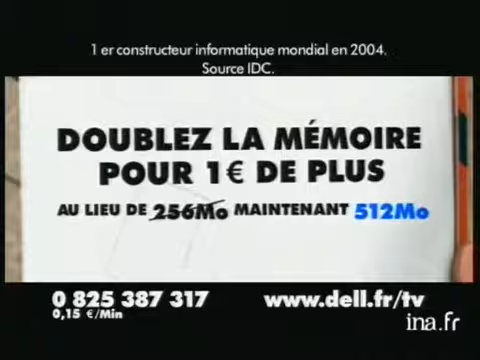 1 er constructeur informatique mondial en 2004.
Source IDC.
DOUBLEZ LA MÉMOIRE
POUR 1€ DE PLUS
AU LIEU DE 256Mo MAINTENANT 512Mo
0 825 387 317 www.dell.fr/tv
0,15 €/Min
ina.fr